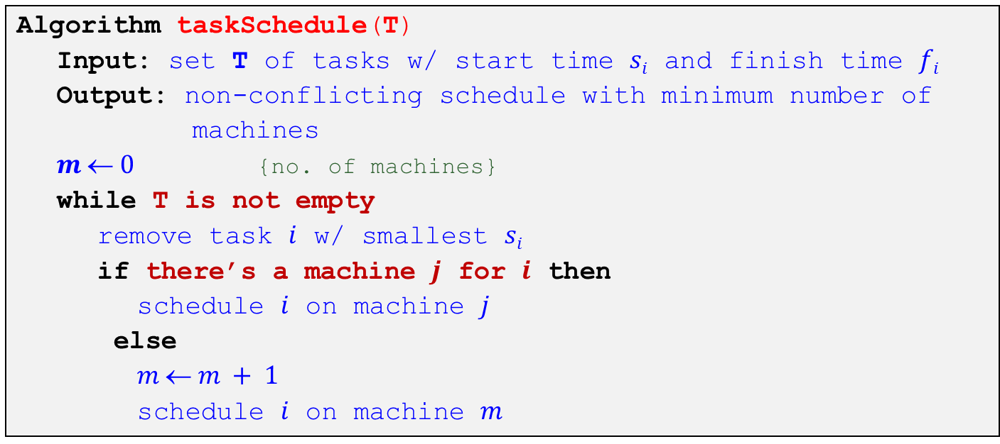 Algorithm taskSchedule(T)
Input: set T of tasks w/ start time sᵢ and finish time fᵢ
Output: non-conflicting schedule with minimum number of
machines
m ← 0 {no. of machines}
while T is not empty
remove task i w/ smallest sᵢ
if there’s a machine j for i then
schedule i on machine j
else
m ← m + 1
schedule i on machine m